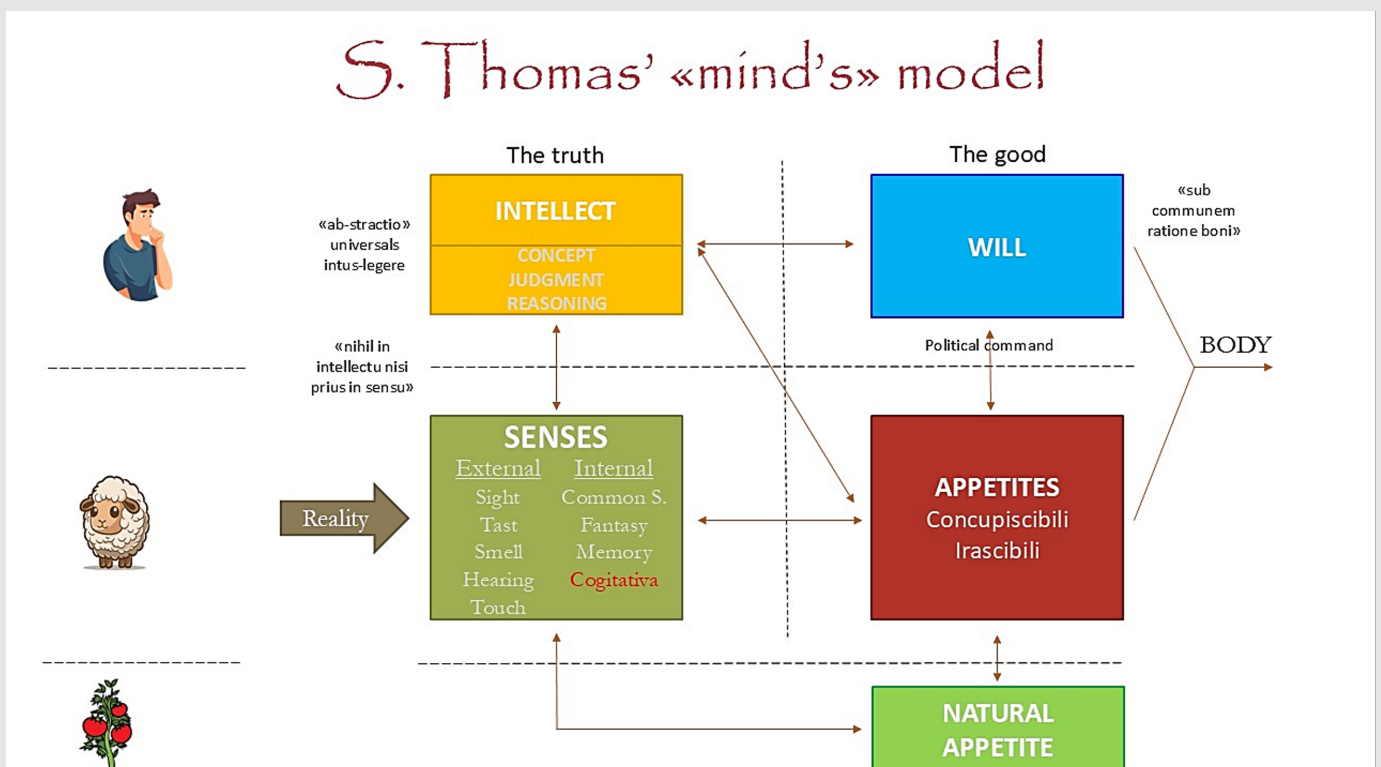 S. Thomas’ «mind’s» model
The truth
The good
INTELLECT
CONCEPT
JUDGMENT
REASONING
«ab-stractio»
universals
intus-legere
WILL
«sub
communem
ratione boni»
«nihil in
intellectu nisi
prius in sensu»
Political command
BODY
Reality
SENSES
External
Sight
Tast
Smell
Hearing
Touch
Internal
Common S.
Fantasy
Memory
Cogitativa
APPETITES
Concupiscibili
Irascibili
NATURAL
APPETITE